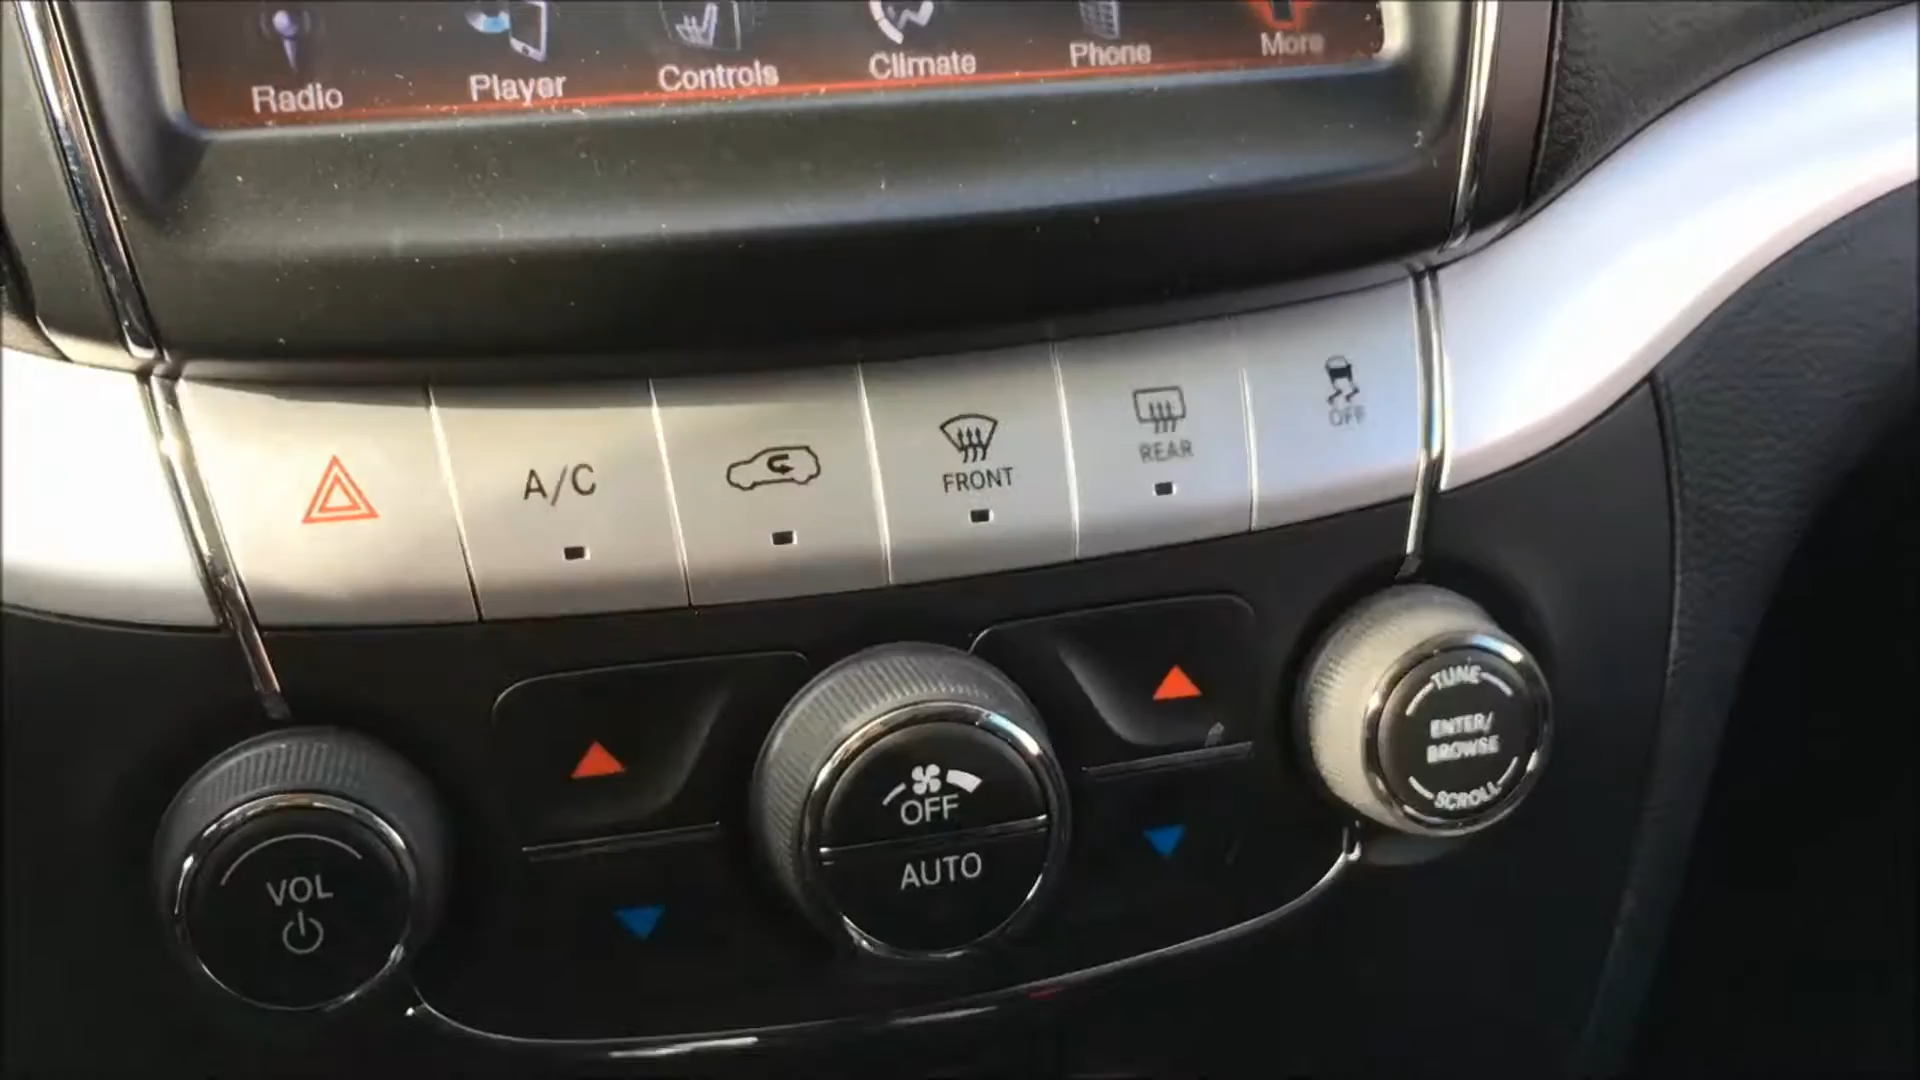 Radio
Player
Controls
Climate
Phone
More
A/C
FRONT
REAR
OFF
VOL
OFF
AUTO
TUNE
ENTER/
BROWSE
SCROLL